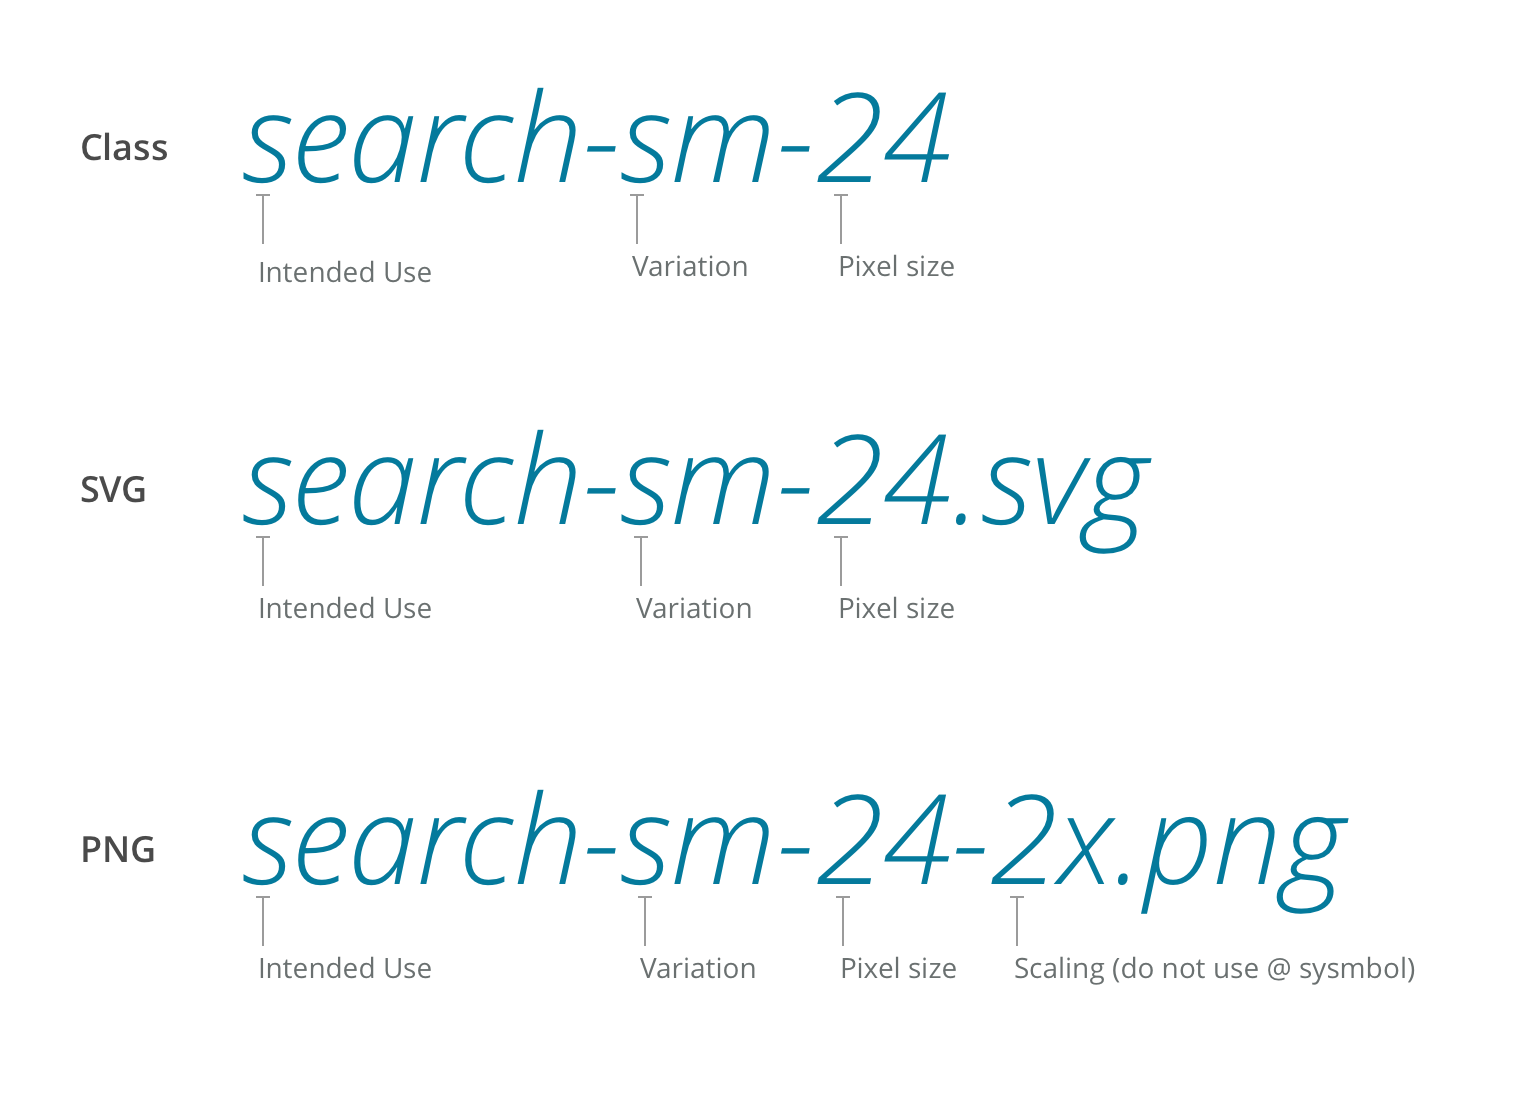 Class
search-sm-24
Intended Use
Variation
Pixel size
SVG
search-sm-24.svg
Intended Use
Variation
Pixel size
PNG
search-sm-24-2x.png
Intended Use
Variation
Pixel size
Scaling (do not use @ sysmbol)